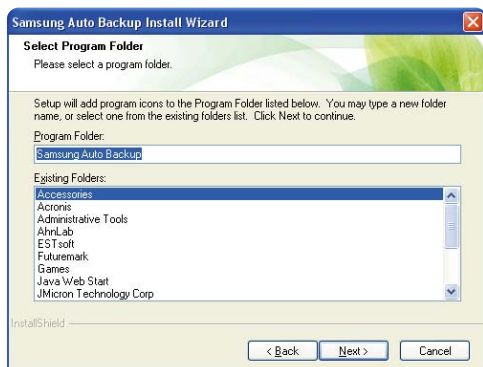 Samsung Auto Backup Install Wizard
Select Program Folder
Please select a program folder.
Setup will add program icons to the Program Folder listed below. You may type a new folder
name, or select one from the existing folders list. Click Next to continue.
Program Folder:
Samsung Auto Backup
Existing Folders:
Accessories
Acronis
Administrative Tools
AhnLab
ESTsoft
Futuremark
Games
Java Web Start
JMicron Technology Corp
InstallShield
< Back
Next >
Cancel